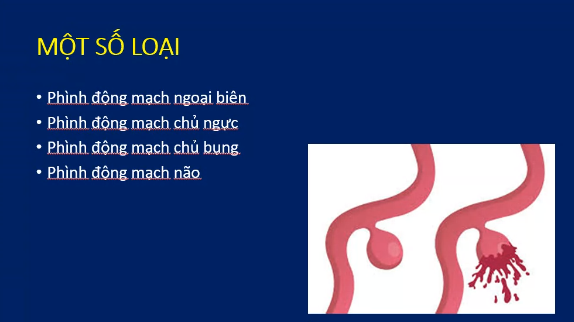 MỘT SỐ LOẠI
• Phình động mạch ngoại biên
• Phình động mạch chủ ngực
• Phình động mạch chủ bụng
• Phình động mạch não